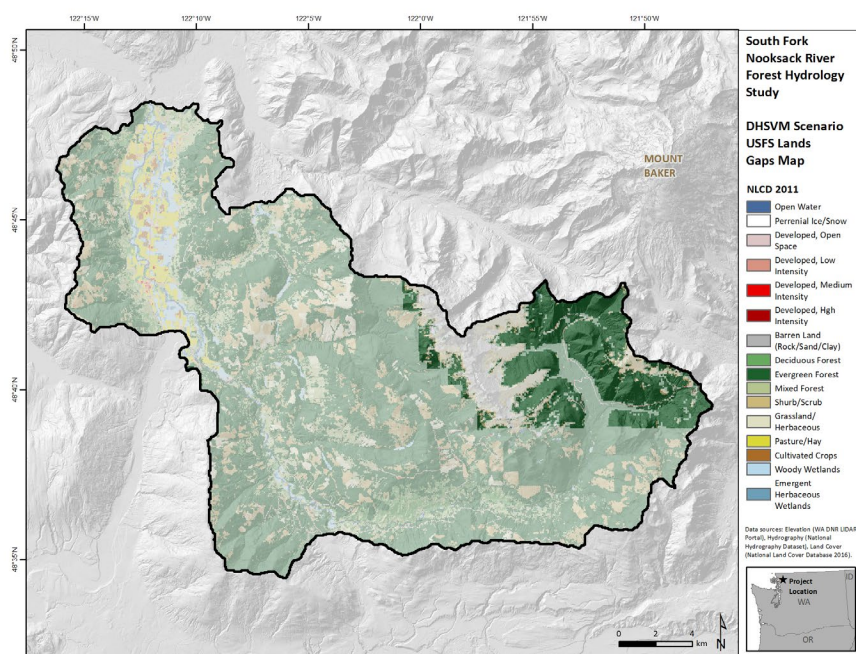 122°15'W
122°10'W
122°5'W
122°0'W
121°55'W
121°50'W
48°50'N
48°45'N
48°40'N
48°35'N
MOUNT
BAKER
0 2 4
km
N
South Fork
Nooksack River
Forest Hydrology
Study
DHSVM Scenario
USFS Lands
Gaps Map
NLCD 2011
Open Water
Perrenial Ice/Snow
Developed, Open
Space
Developed, Low
Intensity
Developed, Medium
Intensity
Developed, Hgh
Intensity
Barren Land
(Rock/Sand/Clay)
Deciduous Forest
Evergreen Forest
Mixed Forest
Shurb/Scrub
Grassland/
Herbaceous
Pasture/Hay
Cultivated Crops
Woody Wetlands
Emergent
Herbaceous
Wetlands
Data sources: Elevation (WA DNR LIDAR
Portal), Hydrography (National
Hydrography Dataset), Land Cover
(National Land Cover Database 2016).
Project
Location
WA
ID
OR